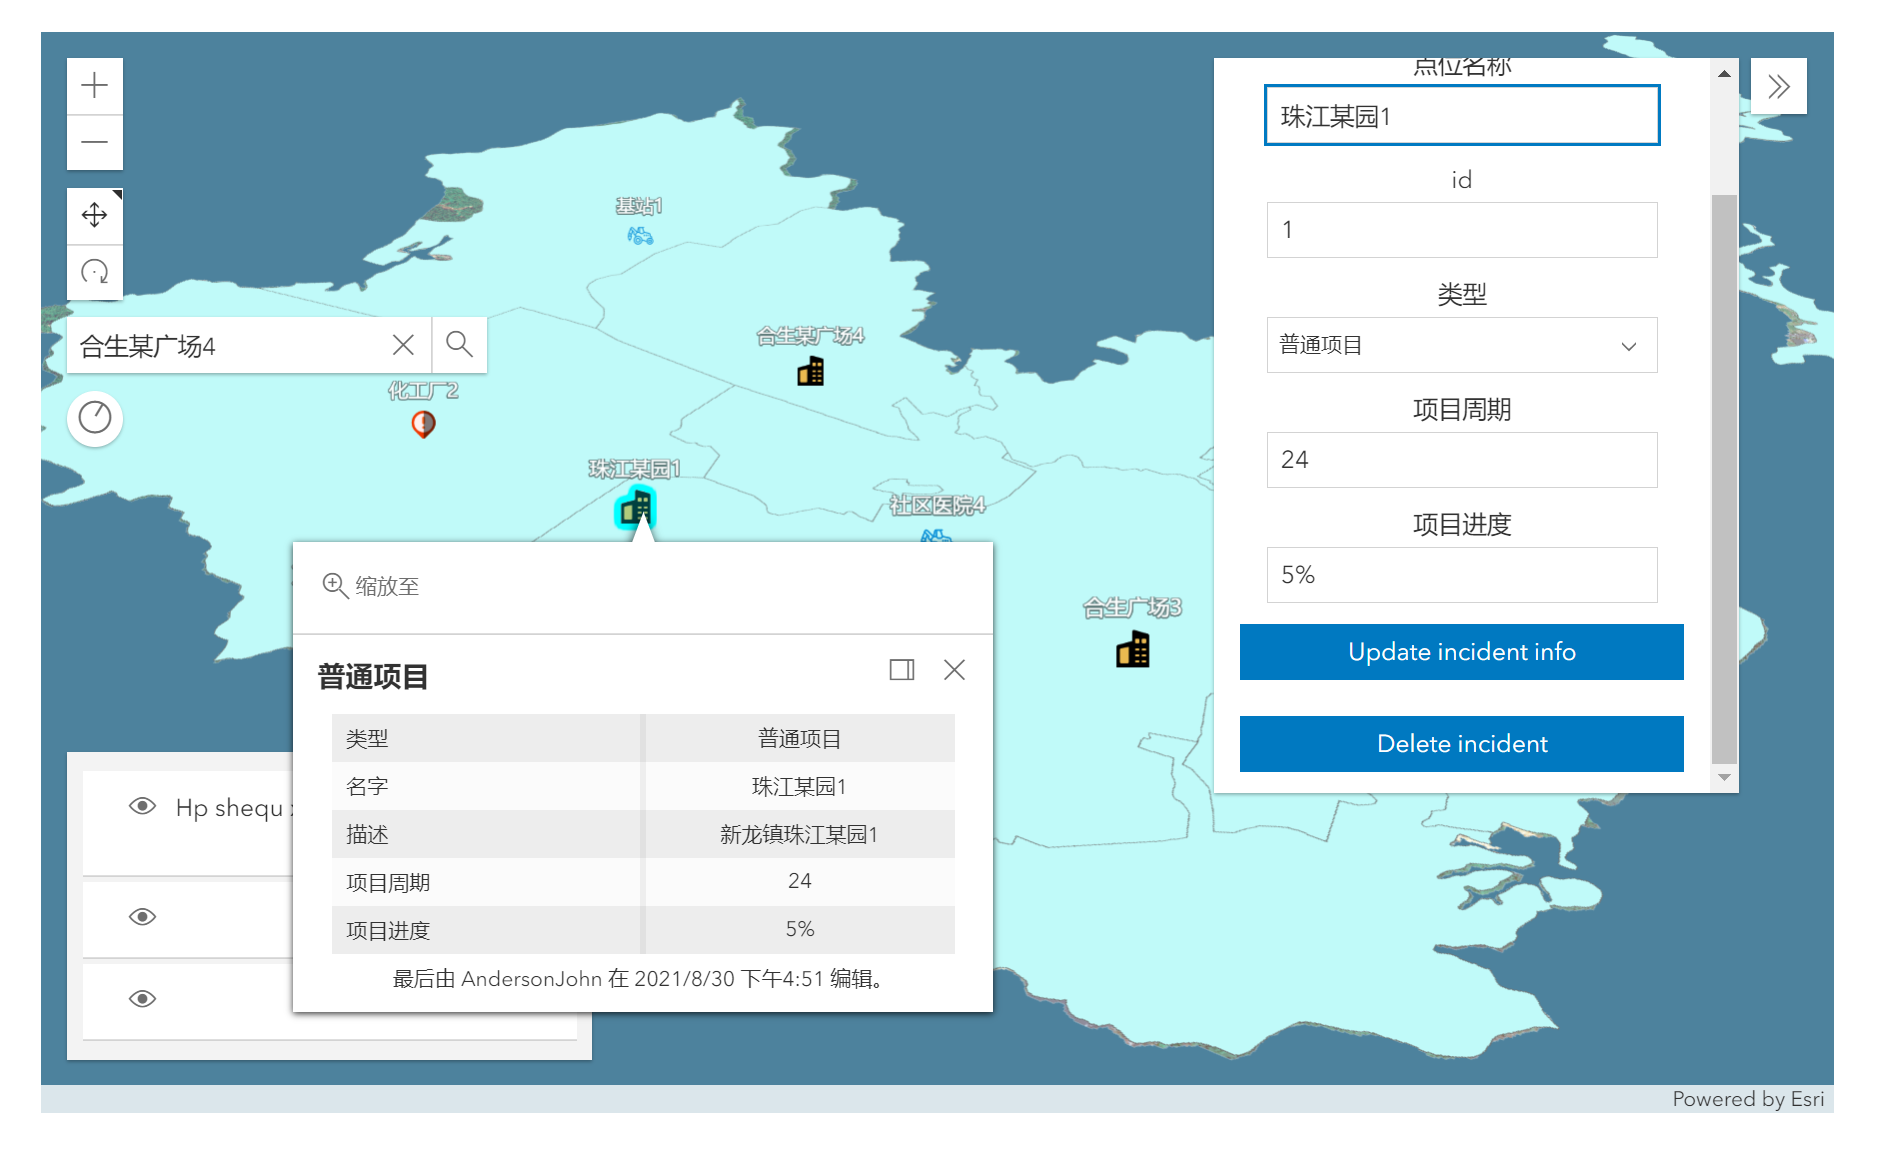 点位名称
珠江某园1
id
1
类型
普通项目
项目周期
24
项目进度
5%
Update incident info
Delete incident
基站1
合生某广场4
合生某广场4
化工厂2
珠江某园1
社区医院4
合生广场3
缩放至
普通项目
类型 普通项目
名字 珠江某园1
描述 新龙镇珠江某园1
项目周期 24
项目进度 5%
最后由 AndersonJohn 在 2021/8/30 下午4:51 编辑。
Hp shequ
Powered by Esri